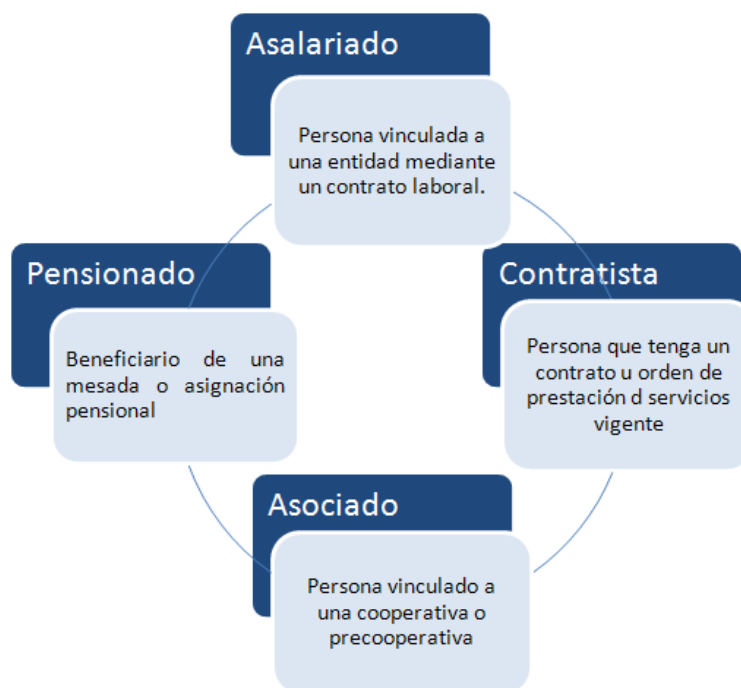 Asalariado
Persona vinculada a
una entidad mediante
un contrato laboral.
Pensionado
Beneficiario de una
mesada o asignación
pensional
Contratista
Persona que tenga un
contrato u orden de
prestación d servicios
vigente
Asociado
Persona vinculado a
una cooperativa o
precooperativa